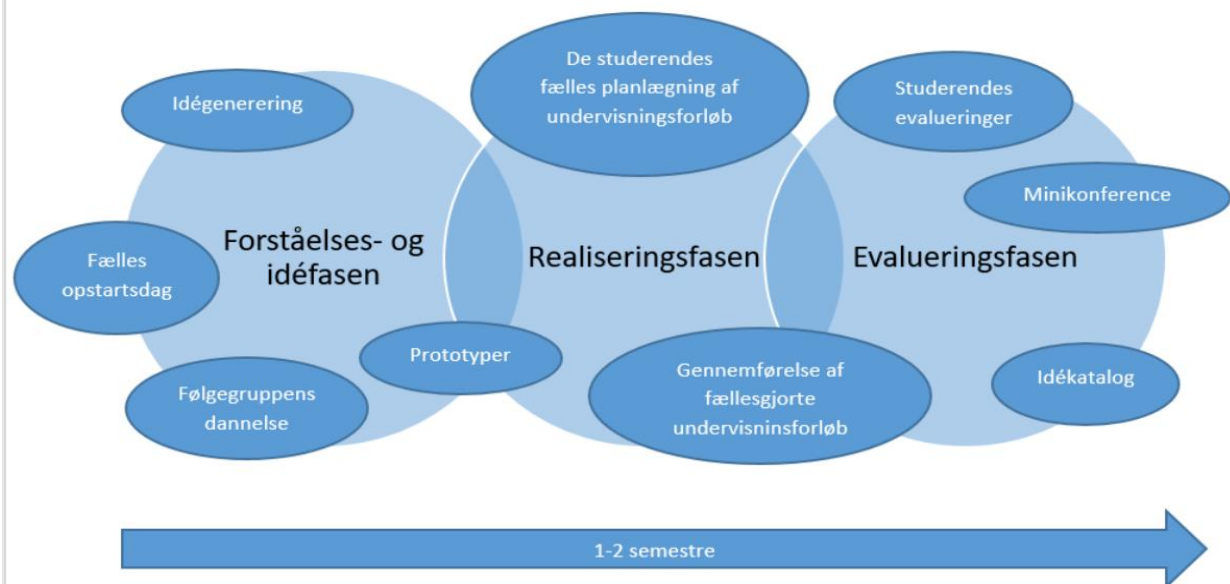 De studerendes
fælles planlægning af
undervisningsforløb
Idégenerering
Studerendes
evalueringer
Minikonference
Forståelses- og
idéfasen
Realiseringsfasen
Evalueringsfasen
Fælles
opstartsdag
Prototyper
Følgegruppens
dannelse
Gennemførelse af
fællesgjorte
undervisninsforløb
Idékatalog
1-2 semestre